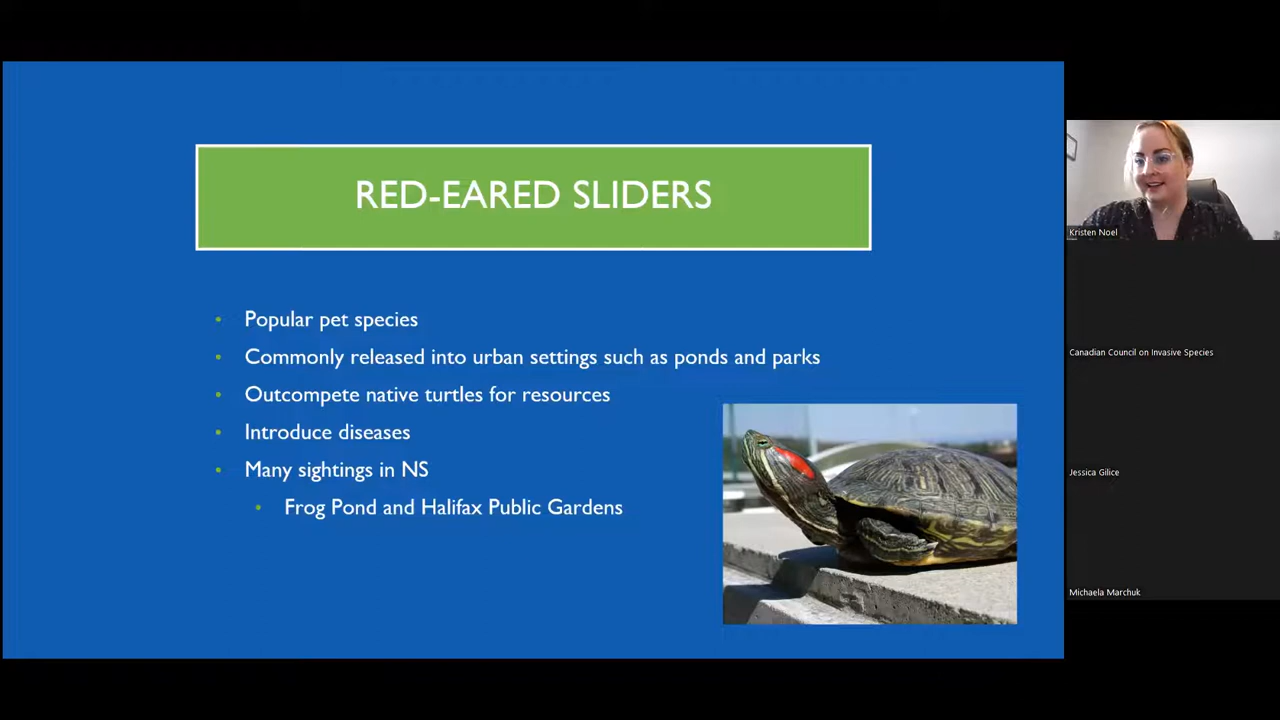 RED-EARED SLIDERS
• Popular pet species
• Commonly released into urban settings such as ponds and parks
• Outcompete native turtles for resources
• Introduce diseases
• Many sightings in NS
• Frog Pond and Halifax Public Gardens
Kristen Noel
Canadian Council on Invasive Species
Jessica Gilice
Michaela Marchuk